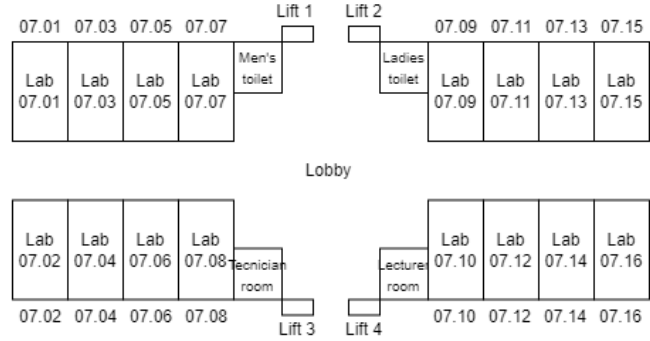 Lift 1 Lift 2
07.01 07.03 07.05 07.07 07.09 07.11 07.13 07.15
Men's Ladies
toilet toilet
Lab Lab Lab Lab Lab Lab Lab Lab
07.01 07.03 07.05 07.07 07.09 07.11 07.13 07.15
Lobby
Lab Lab Lab Lab Lab Lab Lab Lab
07.02 07.04 07.06 07.08 07.10 07.12 07.14 07.16
Tecnician Lecturer
room room
07.02 07.04 07.06 07.08 07.10 07.12 07.14 07.16
Lift 3 Lift 4